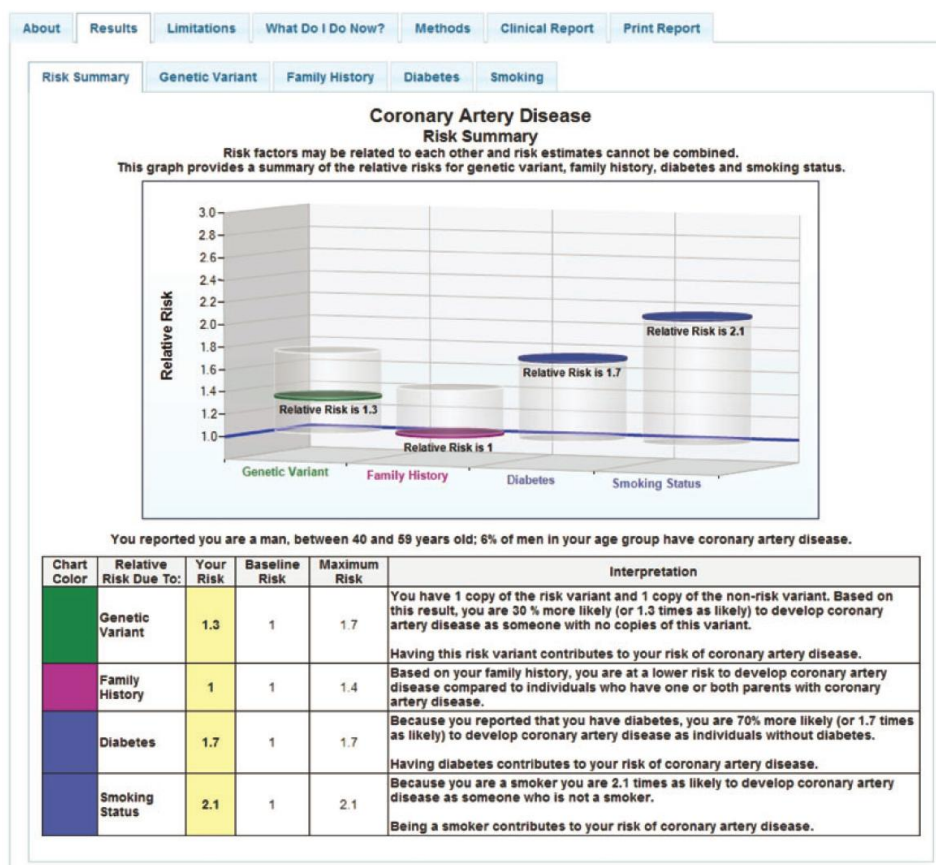 About Results Limitations What Do I Do Now? Methods Clinical Report Print Report
Risk Summary Genetic Variant Family History Diabetes Smoking
Coronary Artery Disease
Risk Summary
Risk factors may be related to each other and risk estimates cannot be combined.
This graph provides a summary of the relative risks for genetic variant, family history, diabetes and smoking status.
Relative Risk
3.0
2.8
2.6
2.4
2.2
2.0
1.8
1.6
1.4
1.2
1.0
Relative Risk is 1.3
Relative Risk is 1
Relative Risk is 1.7
Relative Risk is 2.1
Genetic Variant
Family History
Diabetes
Smoking Status
You reported you are a man, between 40 and 59 years old; 6% of men in your age group have coronary artery disease.
Chart Relative Your Baseline Maximum Interpretation
Color Risk Due To: Risk Risk Risk
Genetic
Variant
1.3
1
1.7
You have 1 copy of the risk variant and 1 copy of the non-risk variant. Based on
this result, you are 30 % more likely (or 1.3 times as likely) to develop coronary
artery disease as someone with no copies of this variant.
Having this risk variant contributes to your risk of coronary artery disease.
Family
History
1
1
1.4
Based on your family history, you are at a lower risk to develop coronary artery
disease compared to individuals who have one or both parents with coronary
artery disease.
Diabetes
1.7
1
1.7
Because you reported that you have diabetes, you are 70% more likely (or 1.7 times
as likely) to develop coronary artery disease as individuals without diabetes.
Having diabetes contributes to your risk of coronary artery disease.
Smoking
Status
2.1
1
2.1
Because you are a smoker you are 2.1 times as likely to develop coronary artery
disease as someone who is not a smoker.
Being a smoker contributes to your risk of coronary artery disease.